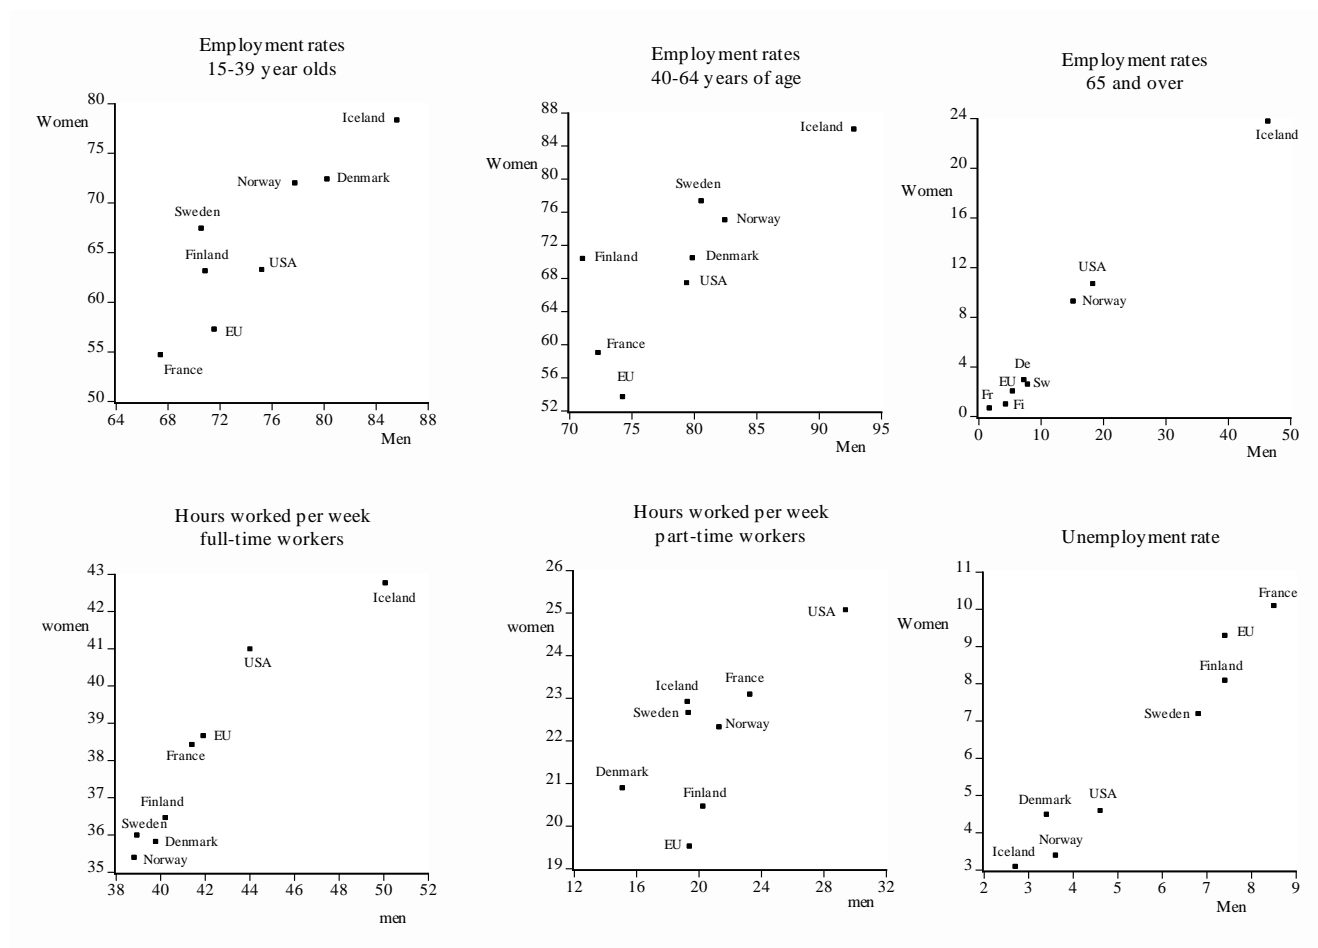 Employment rates
15-39 year olds
Women
80
75
70
65
60
55
50
64 68 72 76 80 84 88
Men
Iceland
Norway
Denmark
Sweden
Finland
USA
EU
France
Employment rates
40-64 years of age
Women
88
84
80
76
72
68
64
60
56
52
70 75 80 85 90 95
Men
Iceland
Sweden
Norway
Finland
Denmark
USA
France
EU
Employment rates
65 and over
Women
24
20
16
12
8
4
0
0 10 20 30 40 50
Men
Iceland
USA
Norway
De
EU
Sw
Fr
Fi
Hours worked per week
full-time workers
women
43
42
41
40
39
38
37
36
35
38 40 42 44 46 48 50 52
men
Iceland
USA
EU
France
Finland
Sweden
Denmark
Norway
Hours worked per week
part-time workers
women
26
25
24
23
22
21
20
19
12 16 20 24 28 32
men
USA
France
Iceland
Sweden
Norway
Denmark
Finland
EU
Unemployment rate
Women
11
10
9
8
7
6
5
4
3
2 3 4 5 6 7 8 9
Men
France
EU
Finland
Sweden
Denmark
USA
Norway
Iceland